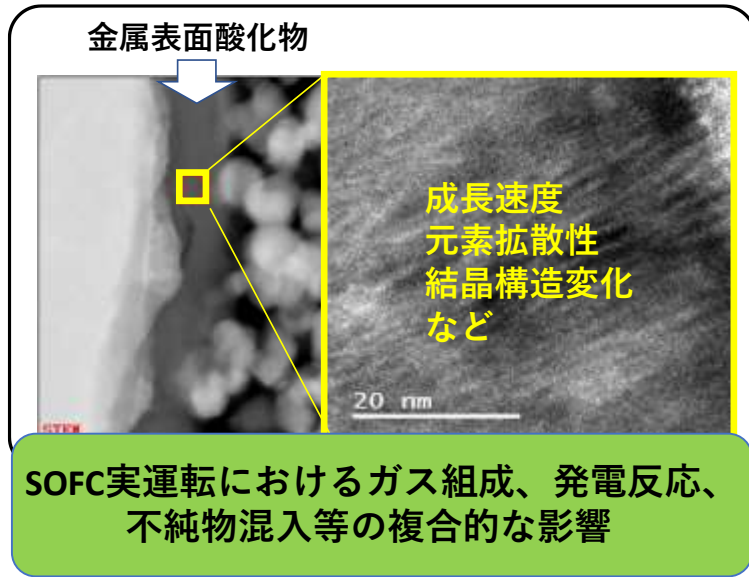 金属表面酸化物
成長速度
元素拡散性
結晶構造変化
など
20 nm
STEM
SOFC実運転におけるガス組成、発電反応、
不純物混入等の複合的な影響